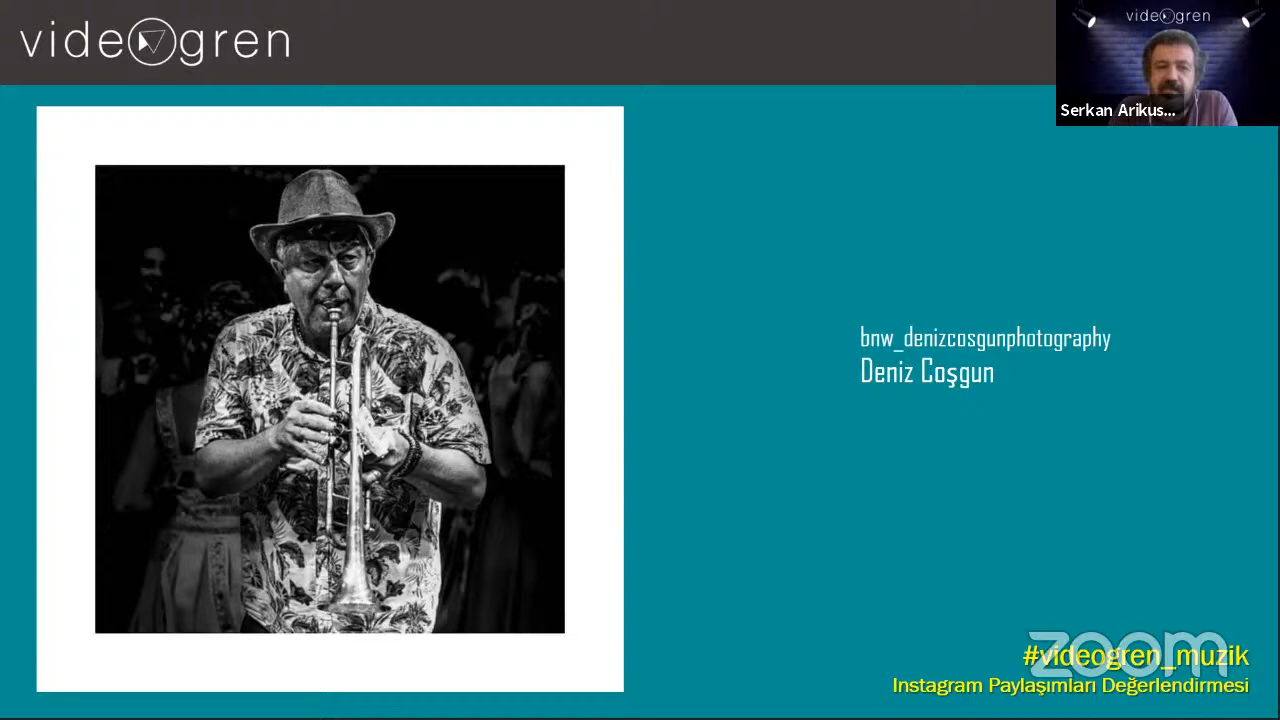 videogren
videogren
Serkan Arikus...
bnw_denizcosgunphotography
Deniz Coşgun
zoom
#videogren_muzik
Instagram Paylaşımları Değerlendirmesi